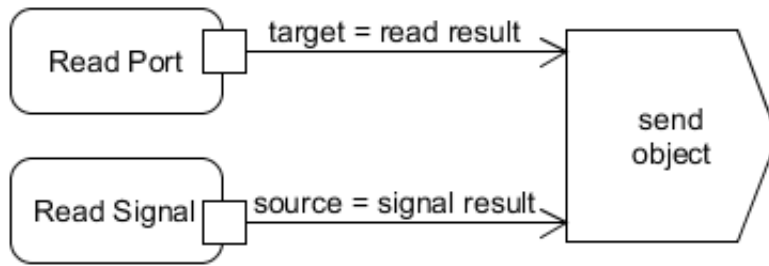 Read Port
target = read result
send
object
Read Signal
source = signal result